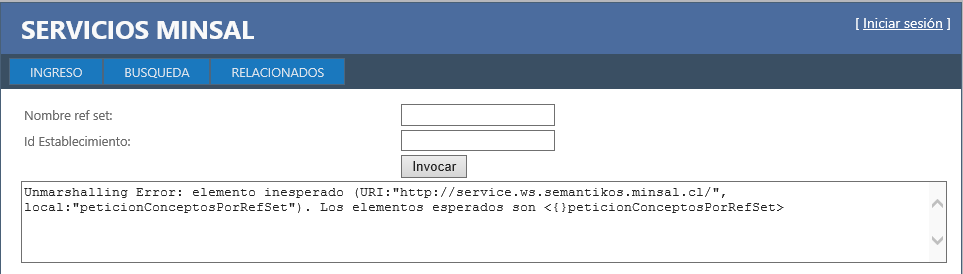 SERVICIOS MINSAL
[ Iniciar sesión ]
INGRESO BUSQUEDA RELACIONADOS
Nombre ref set:
Id Establecimiento:
Invocar
Unmarshalling Error: elemento inesperado (URI:"http://service.ws.semantikos.minsal.cl/",
local:"peticionConceptosPorRefSet"). Los elementos esperados son <{}peticionConceptosPorRefSet>